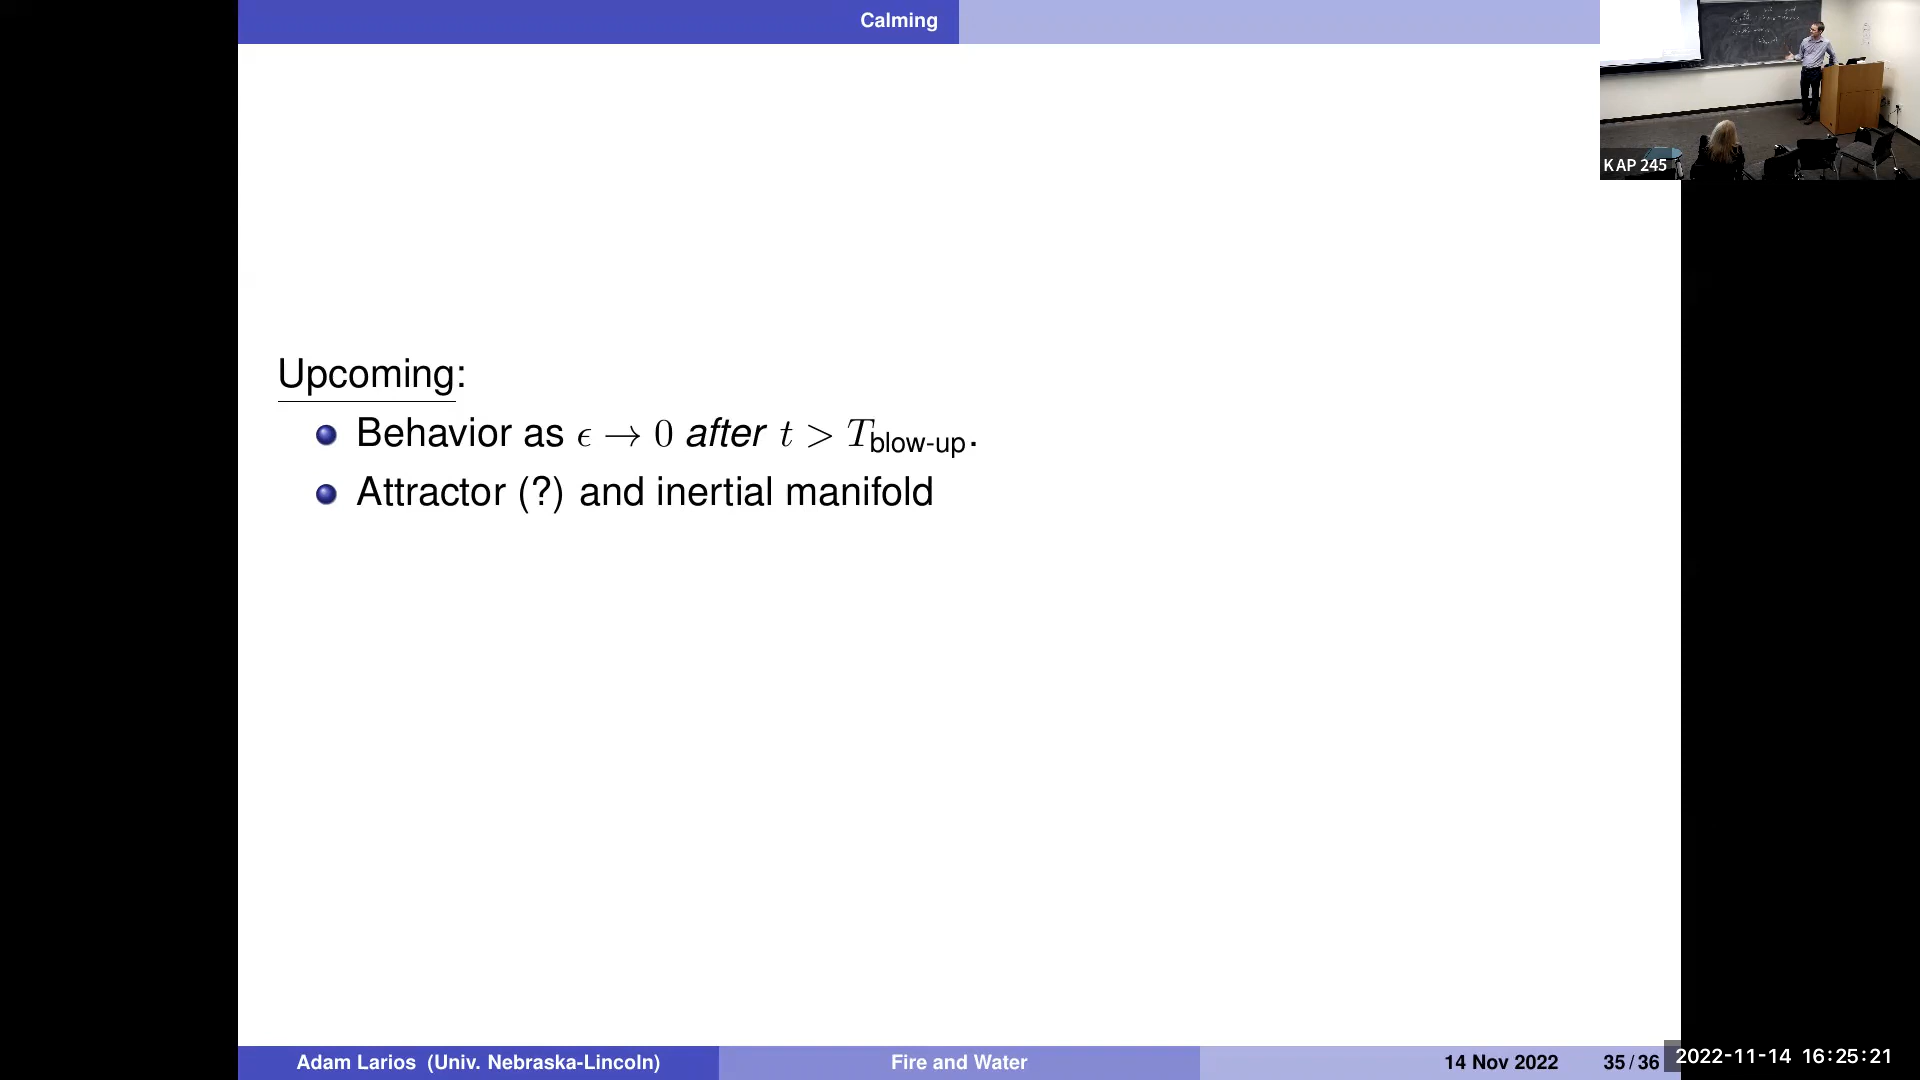 Calming
KAP 245
Upcoming:
Behavior as ϵ → 0 after t > T_blow-up.
Attractor (?) and inertial manifold
Adam Larios (Univ. Nebraska-Lincoln)
Fire and Water
14 Nov 2022
35 / 36
2022-11-14 16:25:21